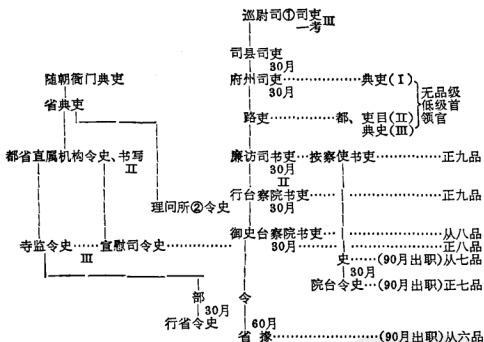 巡尉司①司吏
一考 Ⅲ
司县司吏
30月
随朝衙门典吏 府州司吏………………典吏(Ⅰ) 无品级
30月
省典吏 低级首
路吏………………都、吏目(Ⅱ) 领官
典史(Ⅲ)
都省直属机构令史、书写 廉访司书吏…按察使书吏…………正九品
Ⅱ 30月
Ⅱ
理问所②令史 行台察院书吏………………………正九品
30月
寺监令史……宣慰司令史………… 御史台察院书吏………………………从八品
Ⅲ 30月………………………正八品
史…(90月出职)从七品
30月
部 令 院台令史…(90月出职)正七品
30月
行省令史 60月
省掾………………………(90月出职)从六品